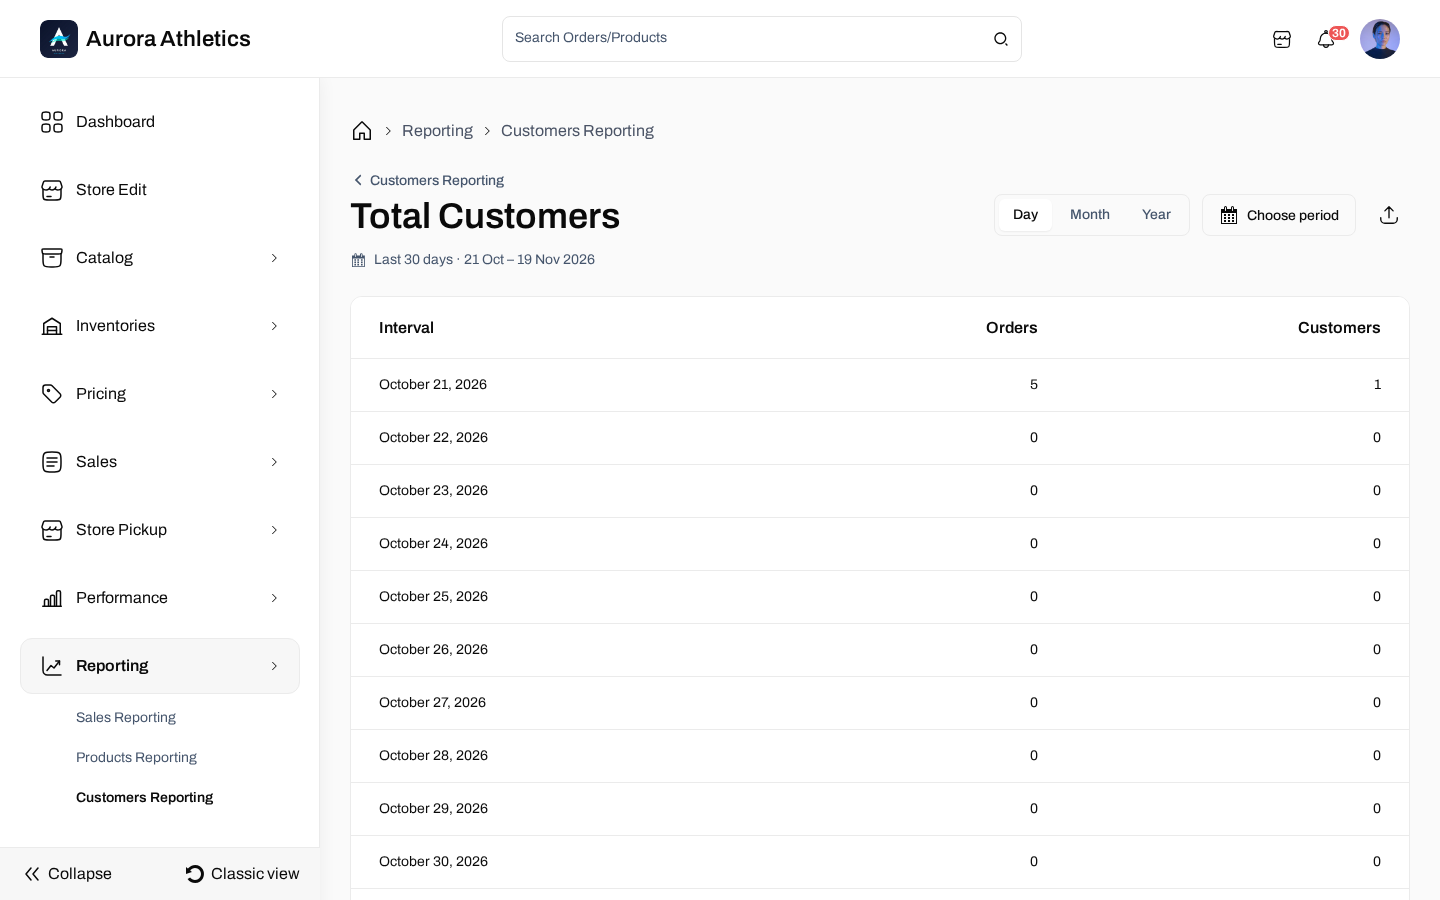 Aurora Athletics
Search Orders/Products
30
Dashboard
Store Edit
Catalog
Inventories
Pricing
Sales
Store Pickup
Performance
Reporting
Sales Reporting
Products Reporting
Customers Reporting
Collapse
Classic view
Reporting
Customers Reporting
Customers Reporting
Total Customers
Last 30 days · 21 Oct – 19 Nov 2026
Day Month Year
Choose period
Interval Orders Customers
October 21, 2026 5 1
October 22, 2026 0 0
October 23, 2026 0 0
October 24, 2026 0 0
October 25, 2026 0 0
October 26, 2026 0 0
October 27, 2026 0 0
October 28, 2026 0 0
October 29, 2026 0 0
October 30, 2026 0 0